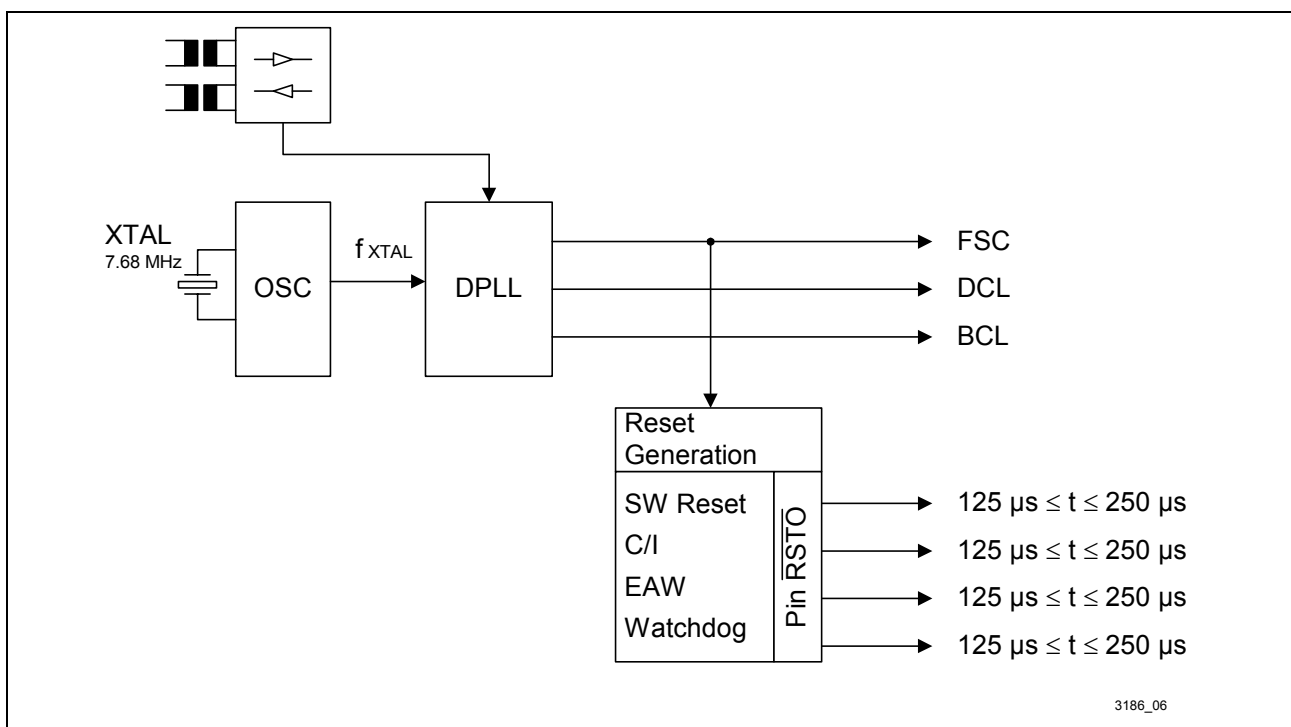 XTAL
7.68 MHz
OSC
f XTAL
DPLL
FSC
DCL
BCL
Reset
Generation
SW Reset
C/I
EAW
Watchdog
Pin R̅S̅T̅O̅
125 µs ≤ t ≤ 250 µs
125 µs ≤ t ≤ 250 µs
125 µs ≤ t ≤ 250 µs
125 µs ≤ t ≤ 250 µs
3186_06